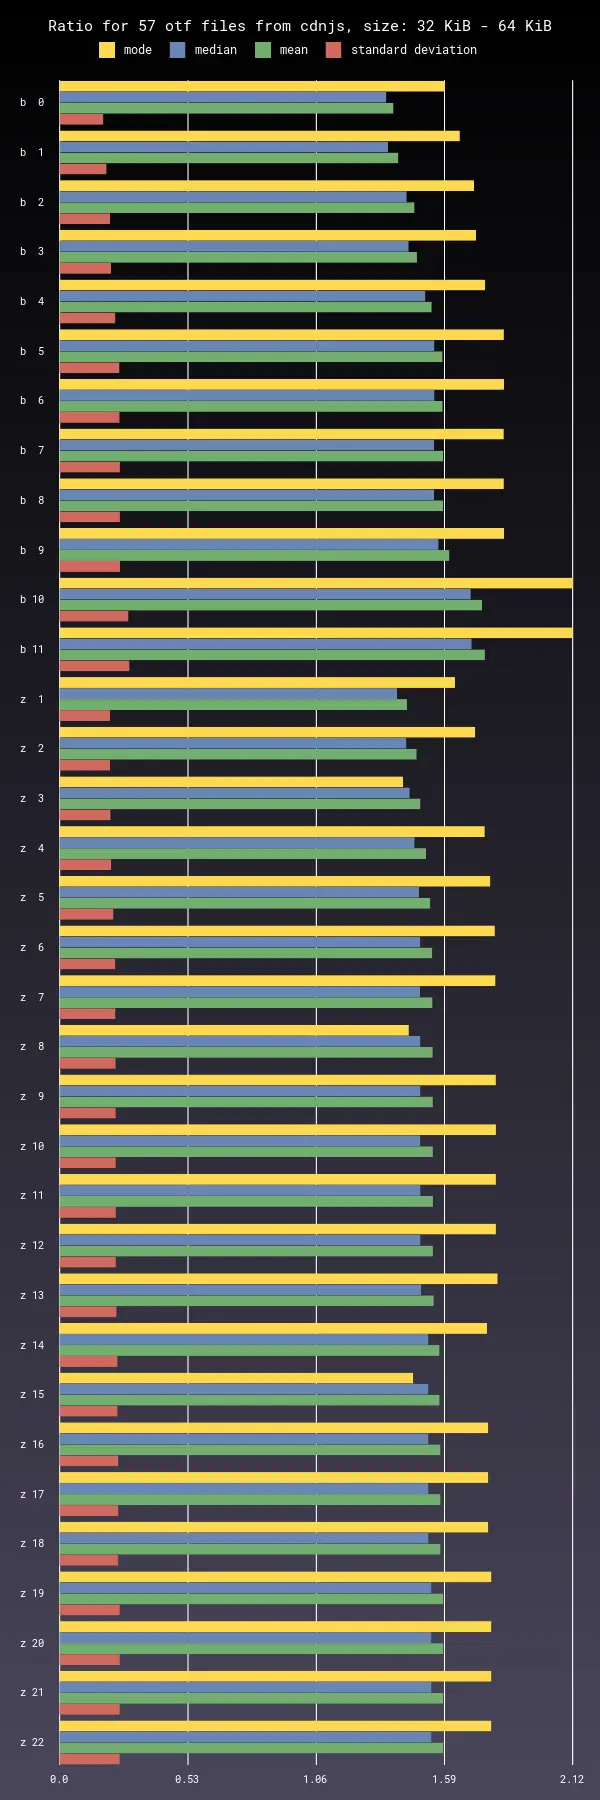 Ratio for 57 otf files from cdnjs, size: 32 KiB - 64 KiB
mode median mean standard deviation
b 0
b 1
b 2
b 3
b 4
b 5
b 6
b 7
b 8
b 9
b 10
b 11
z 1
z 2
z 3
z 4
z 5
z 6
z 7
z 8
z 9
z 10
z 11
z 12
z 13
z 14
z 15
z 16
z 17
z 18
z 19
z 20
z 21
z 22
0.0 0.53 1.06 1.59 2.12